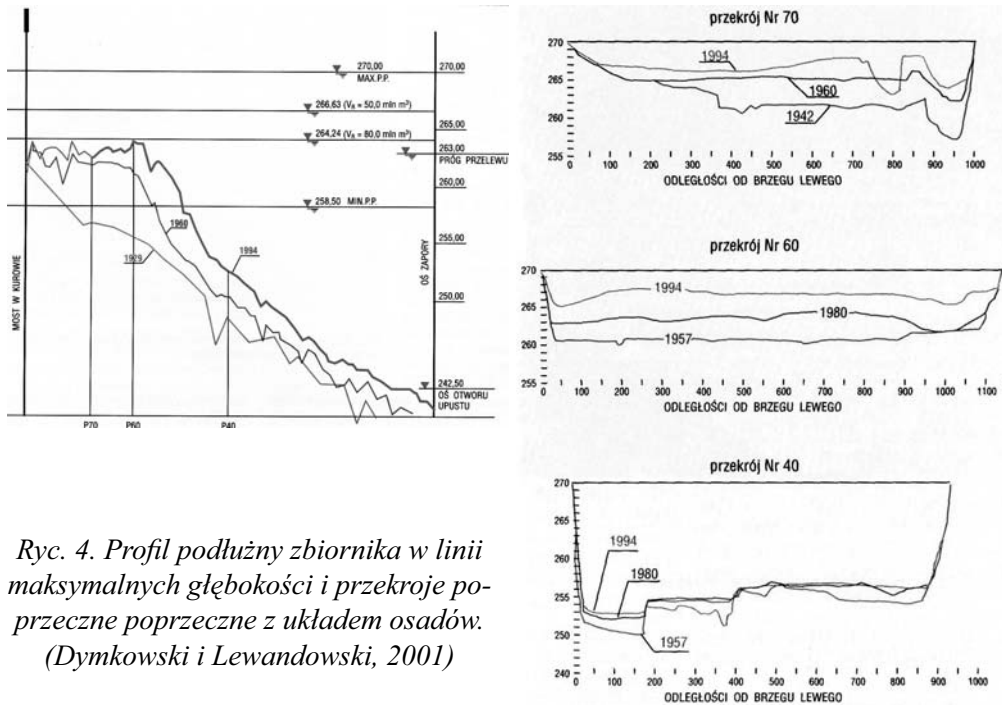 270,00
MAX.P.P.
270,00
266,63 (VR = 50,0 mln m³)
264,24 (VR = 80,0 mln m³)
265,00
263,00
PRÓG PRZELEWU
260,00
258,50 MIN.P.P.
255,00
250,00
242,50
OŚ OTWORU
UPUSTU
MOST W KUROWIE
OŚ ZAPORY
1929
1994
P70 P60 P40
przekrój Nr 70
270
265
260
255
1994
1960
1942
0 100 200 300 400 500 600 700 800 900 1000
ODLEGŁOŚCI OD BRZEGU LEWEGO
przekrój Nr 60
270
265
260
255
1994
1980
1957
0 100 200 300 400 500 600 700 800 900 1000 1100
ODLEGŁOŚCI OD BRZEGU LEWEGO
przekrój Nr 40
270
260
250
240
1994
1980
1957
0 100 200 300 400 500 600 700 800 900 1000
ODLEGŁOŚCI OD BRZEGU LEWEGO
Ryc. 4. Profil podłużny zbiornika w linii
maksymalnych głębokości i przekroje po-
przeczne poprzeczne z układem osadów.
(Dymkowski i Lewandowski, 2001)